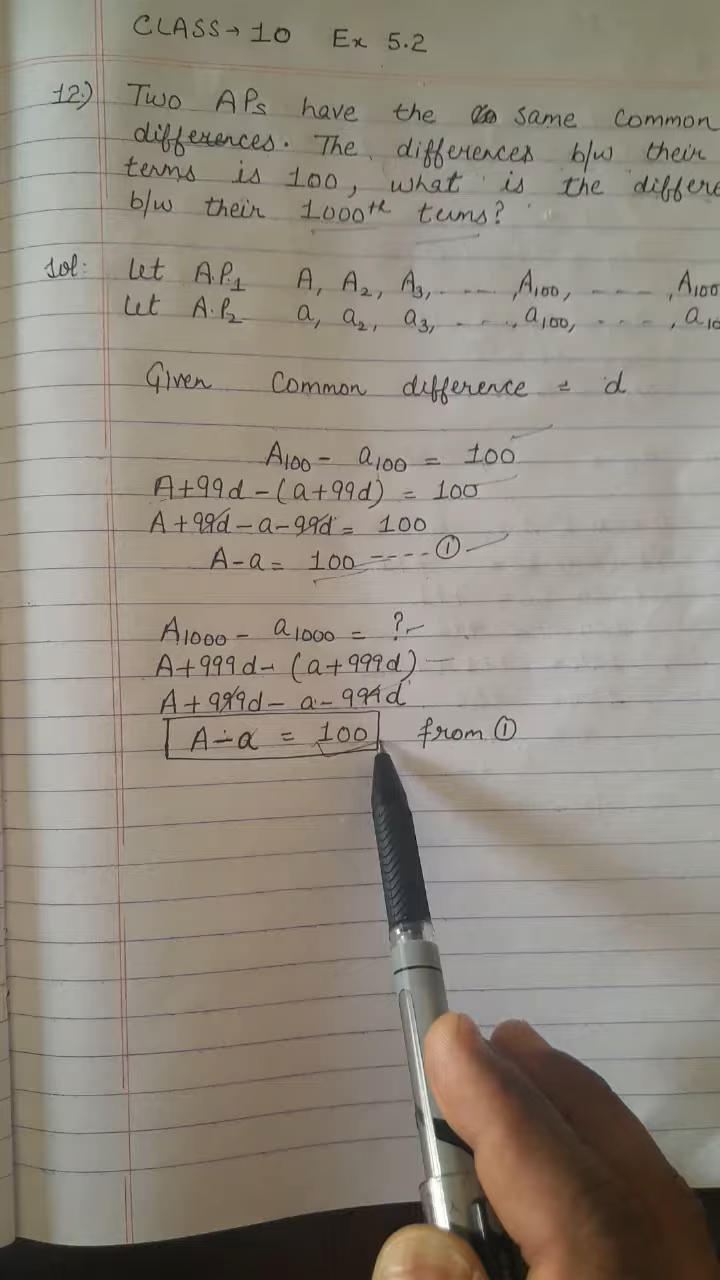 CLASS → 10 Ex 5.2
12.) Two APs have the same common
differences. The differences b/w their
terms is 100, what is the differe
b/w their 1000th terms?
Sol: Let A.P1 A, A2, A3, ...., A100, ...., A100
Let A.P2 a, a2, a3, ...., a100, ...., a10
Given Common difference = d
A100 - a100 = 100
A+99d-(a+99d) = 100
A+99d-a-99d = 100
A-a = 100 ---- ①
A1000 - a1000 = ?
A+999d-(a+999d)
A+999d-a-999d
A-a = 100 from ①